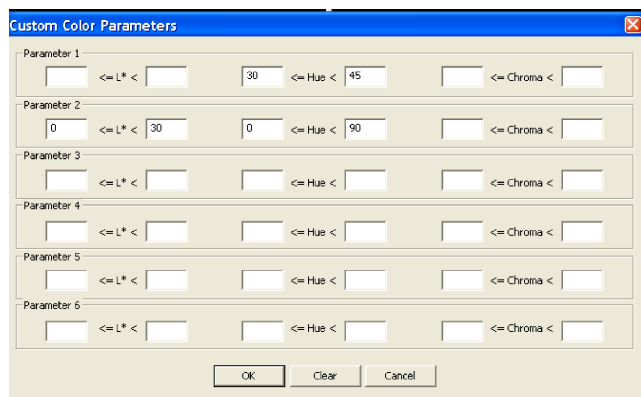 Custom Color Parameters
Parameter 1
<= L* < 30 <= Hue < 45 <= Chroma <
Parameter 2
0 <= L* < 30 0 <= Hue < 90 <= Chroma <
Parameter 3
<= L* < <= Hue < <= Chroma <
Parameter 4
<= L* < <= Hue < <= Chroma <
Parameter 5
<= L* < <= Hue < <= Chroma <
Parameter 6
<= L* < <= Hue < <= Chroma <
OK Clear Cancel